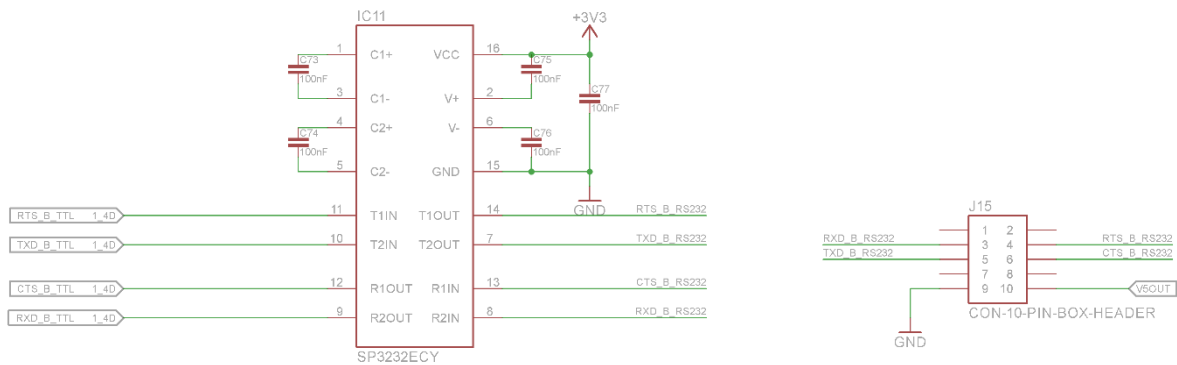 IC11
+3V3
1 C1+ VCC 16
C73
100nF
C75
100nF
C77
100nF
3 C1- V+ 2
4 C2+ V- 6
C74
100nF
C76
100nF
5 C2- GND 15
GND
RTS_B_TTL 1_4D 11 T1IN T1OUT 14 RTS_B_RS232
TXD_B_TTL 1_4D 10 T2IN T2OUT 7 TXD_B_RS232
CTS_B_TTL 1_4D 12 R1OUT R1IN 13 CTS_B_RS232
RXD_B_TTL 1_4D 9 R2OUT R2IN 8 RXD_B_RS232
SP3232ECY
J15
1 2
RXD_B_RS232 3 4 RTS_B_RS232
TXD_B_RS232 5 6 CTS_B_RS232
7 8
9 10 V5OUT
CON-10-PIN-BOX-HEADER
GND